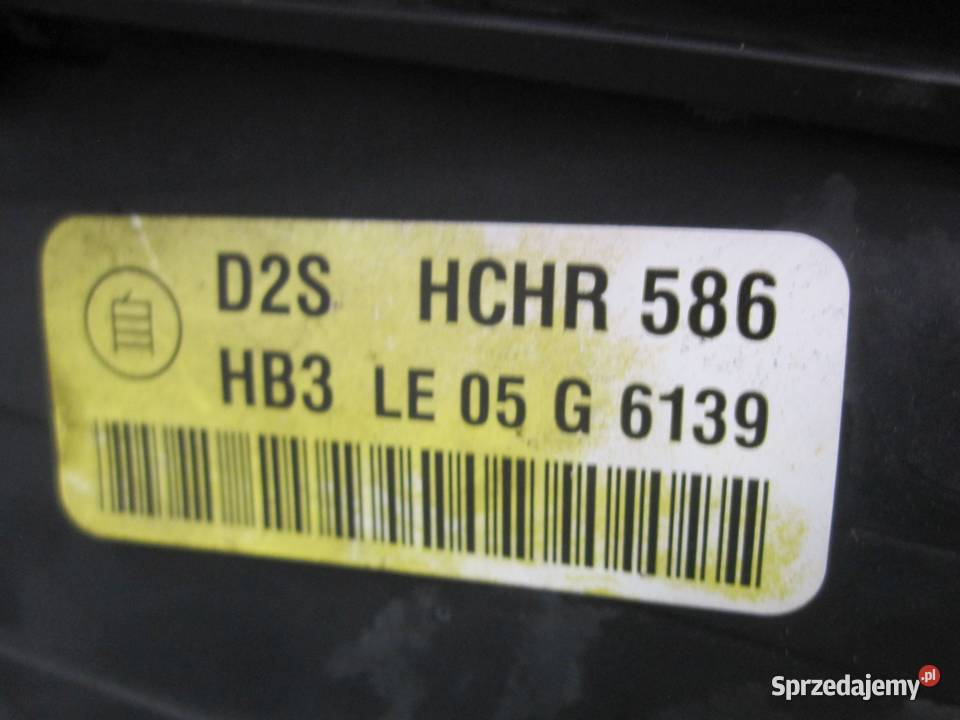 D2S HCHR 586
HB3 LE 05 G 6139
Sprzedajemy.pl